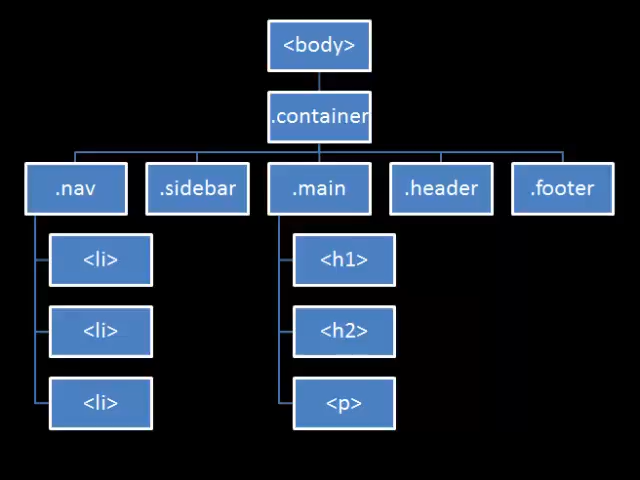 <body>
.container
.nav
.sidebar
.main
.header
.footer
<li>
<h1>
<li>
<h2>
<li>
<p>